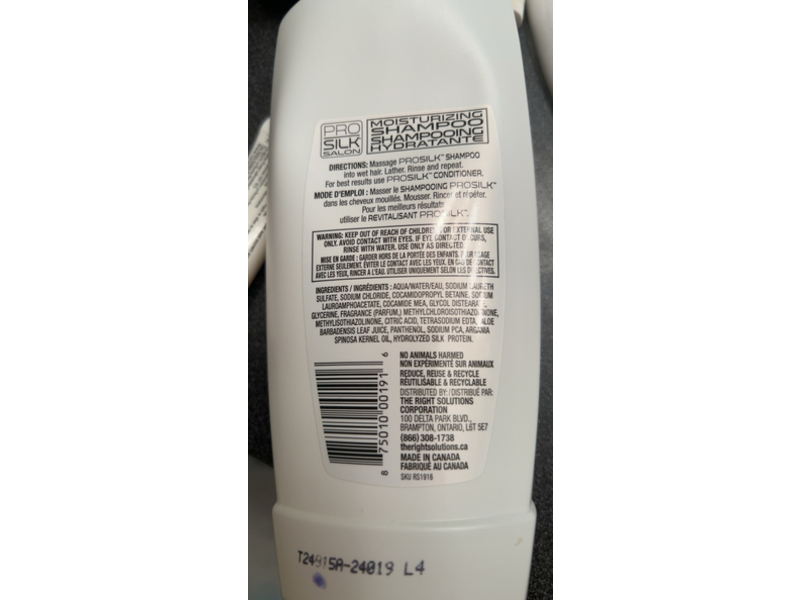 PRO
SILK
SALON
MOISTURIZING
SHAMPOO
SHAMPOOING
HYDRATANTE
DIRECTIONS: Massage PROSILK™ SHAMPOO
into wet hair. Lather. Rinse and repeat.
For best results use PROSILK™ CONDITIONER.
MODE D'EMPLOI : Masser le SHAMPOOING PROSILK™
dans les cheveux mouillés. Mousser. Rincer et répéter.
Pour les meilleurs résultats
utiliser le REVITALISANT PROSILK™.
WARNING: KEEP OUT OF REACH OF CHILDREN. FOR EXTERNAL USE
ONLY. AVOID CONTACT WITH EYES. IF EYE CONTACT OCCURS,
RINSE WITH WATER. USE ONLY AS DIRECTED.
MISE EN GARDE : GARDER HORS DE LA PORTÉE DES ENFANTS. POUR USAGE
EXTERNE SEULEMENT. ÉVITER LE CONTACT AVEC LES YEUX. EN CAS DE CONTACT
AVEC LES YEUX, RINCER A L'EAU. UTILISER UNIQUEMENT SELON LES DIRECTIVES.
INGREDIENTS / INGRÉDIENTS : AQUA/WATER/EAU, SODIUM LAURETH
SULFATE, SODIUM CHLORIDE, COCAMIDOPROPYL BETAINE, SODIUM
LAUROAMPHOACETATE, COCAMIDE MEA, GLYCOL DISTEARATE,
GLYCERINE, FRAGRANCE (PARFUM,) METHYLCHLOROISOTHIAZOLINONE,
METHYLISOTHIAZOLINONE, CITRIC ACID, TETRASODIUM EDTA, ALOE
BARBADENSIS LEAF JUICE, PANTHENOL, SODIUM PCA, ARGANIA
SPINOSA KERNEL OIL, HYDROLYZED SILK PROTEIN.
8 75010 00191 6
NO ANIMALS HARMED
NON EXPÉRIMENTÉ SUR ANIMAUX
REDUCE, REUSE & RECYCLE
RÉUTILISABLE & RECYCLABLE
DISTRIBUTED BY: / DISTRIBUÉ PAR:
THE RIGHT SOLUTIONS
CORPORATION
100 DELTA PARK BLVD.,
BRAMPTON, ONTARIO, L6T 5E7
(866) 308-1738
therightsolutions.ca
MADE IN CANADA
FABRIQUÉ AU CANADA
SKU RS1916
T24015A-24019 L4